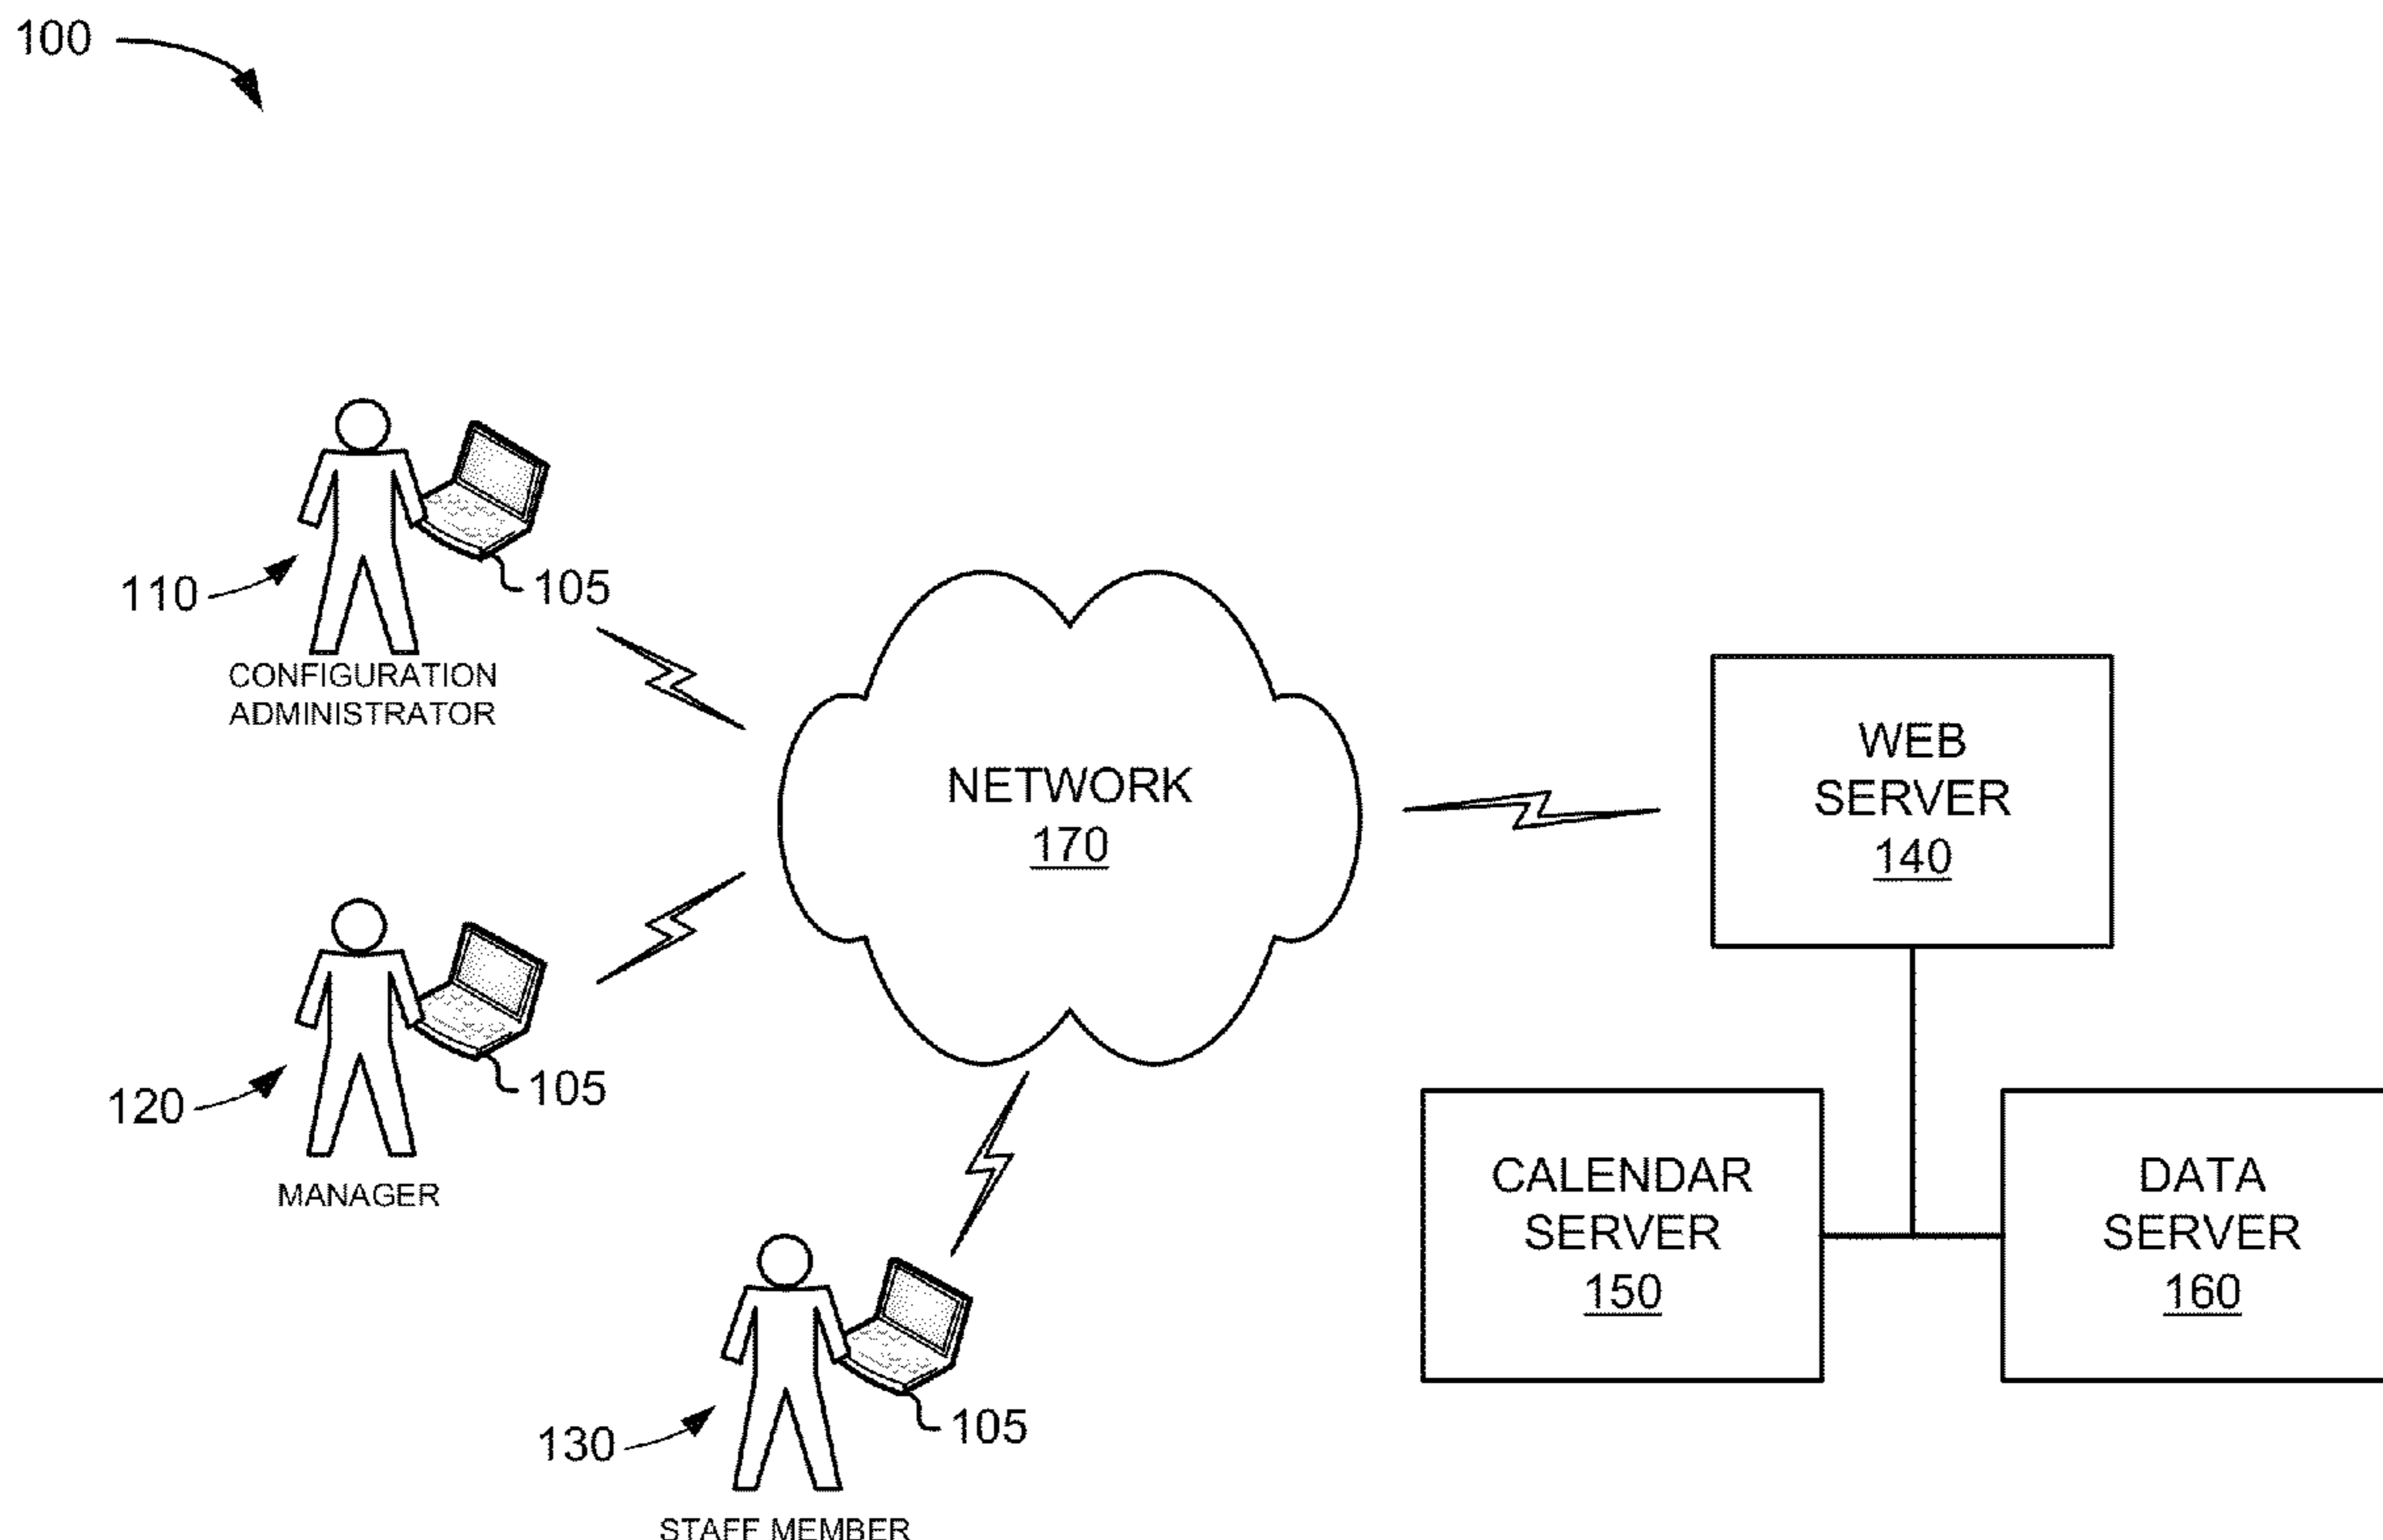 100
110
105
CONFIGURATION
ADMINISTRATOR
NETWORK
170
WEB
SERVER
140
120
105
MANAGER
CALENDAR
SERVER
150
DATA
SERVER
160
130
105
STAFF MEMBER